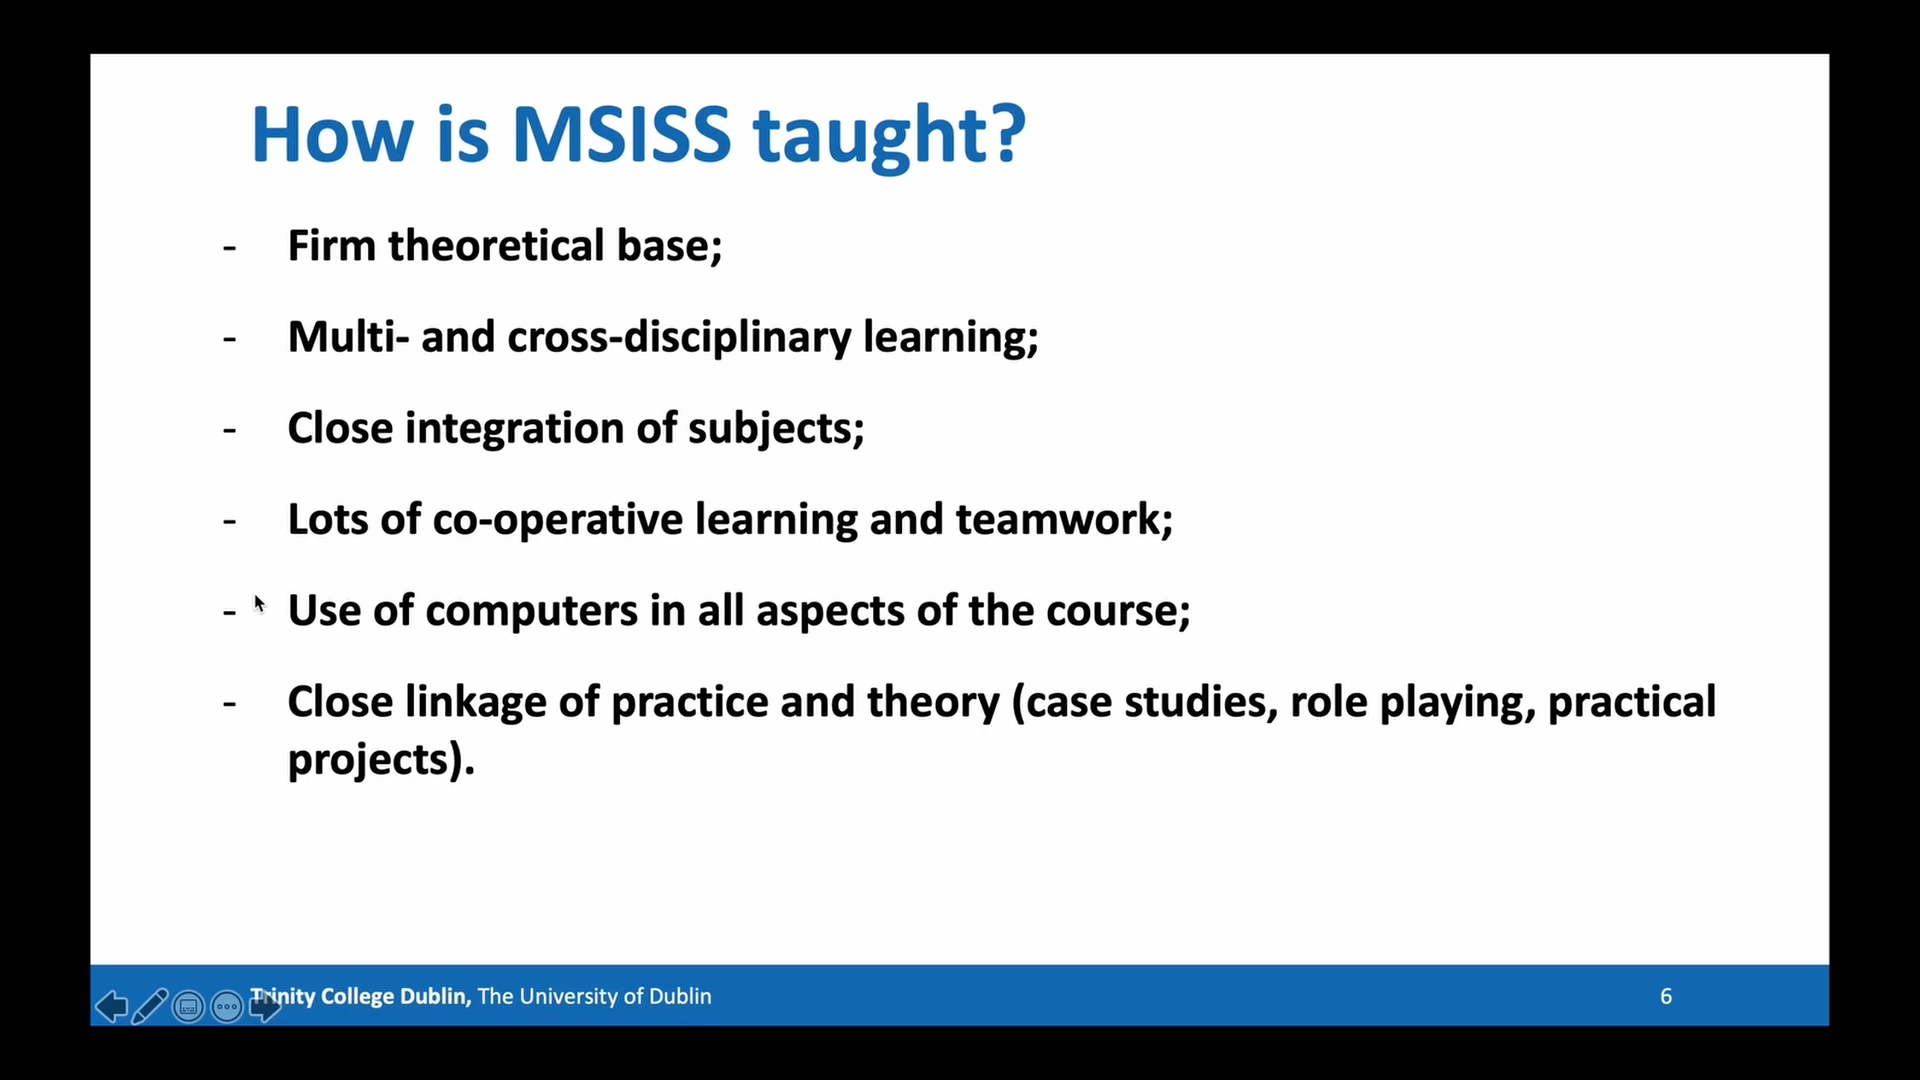 How is MSISS taught?
- Firm theoretical base;
- Multi- and cross-disciplinary learning;
- Close integration of subjects;
- Lots of co-operative learning and teamwork;
- Use of computers in all aspects of the course;
- Close linkage of practice and theory (case studies, role playing, practical
projects).
Trinity College Dublin, The University of Dublin
6